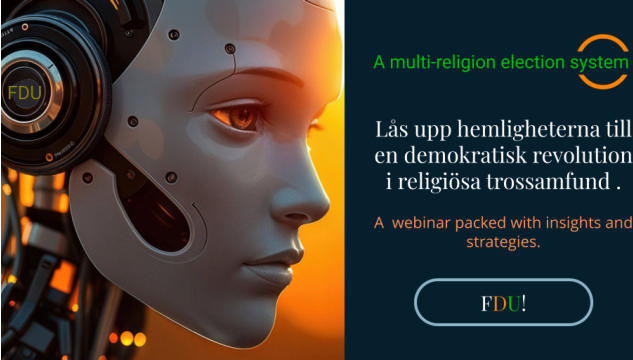 FDU
A multi-religion election system
Lås upp hemligheterna till
en demokratisk revolution
i religiösa trossamfund .
A webinar packed with insights and
strategies.
FDU!